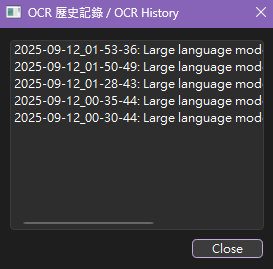 OCR 歷史記錄 / OCR History
2025-09-12_01-53-36: Large language mod
2025-09-12_01-50-49: Large language mod
2025-09-12_01-28-43: Large language mod
2025-09-12_00-35-44: Large language mod
2025-09-12_00-30-44: Large language mod
Close